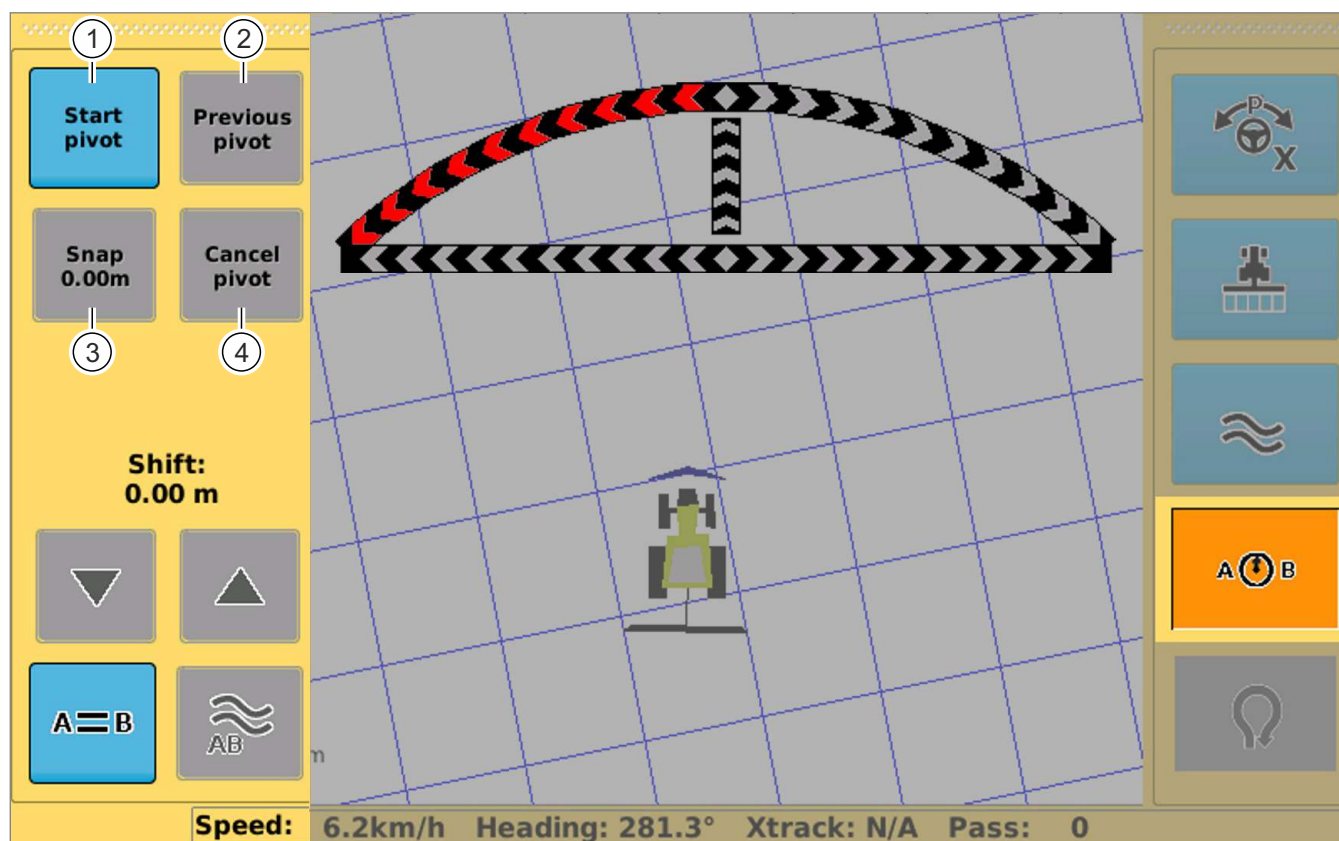 1
2
Start
pivot
Previous
pivot
Snap
0.00m
Cancel
pivot
3
4
Shift:
0.00 m
A B
AB
m
P
X
A B
Speed: 6.2km/h Heading: 281.3° Xtrack: N/A Pass: 0